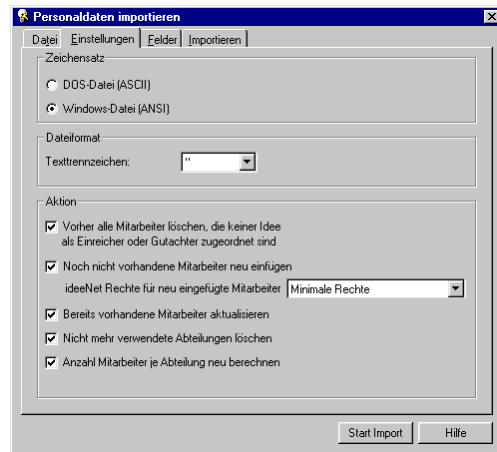 Personaldaten importieren
Datei Einstellungen Felder Importieren
Zeichensatz
DOS-Datei (ASCII)
Windows-Datei (ANSI)
Dateiformat
Texttrennzeichen: "
Aktion
Vorher alle Mitarbeiter löschen, die keiner Idee
als Einreicher oder Gutachter zugeordnet sind
Noch nicht vorhandene Mitarbeiter neu einfügen
ideeNet Rechte für neu eingefügte Mitarbeiter Minimale Rechte
Bereits vorhandene Mitarbeiter aktualisieren
Nicht mehr verwendete Abteilungen löschen
Anzahl Mitarbeiter je Abteilung neu berechnen
Start Import Hilfe